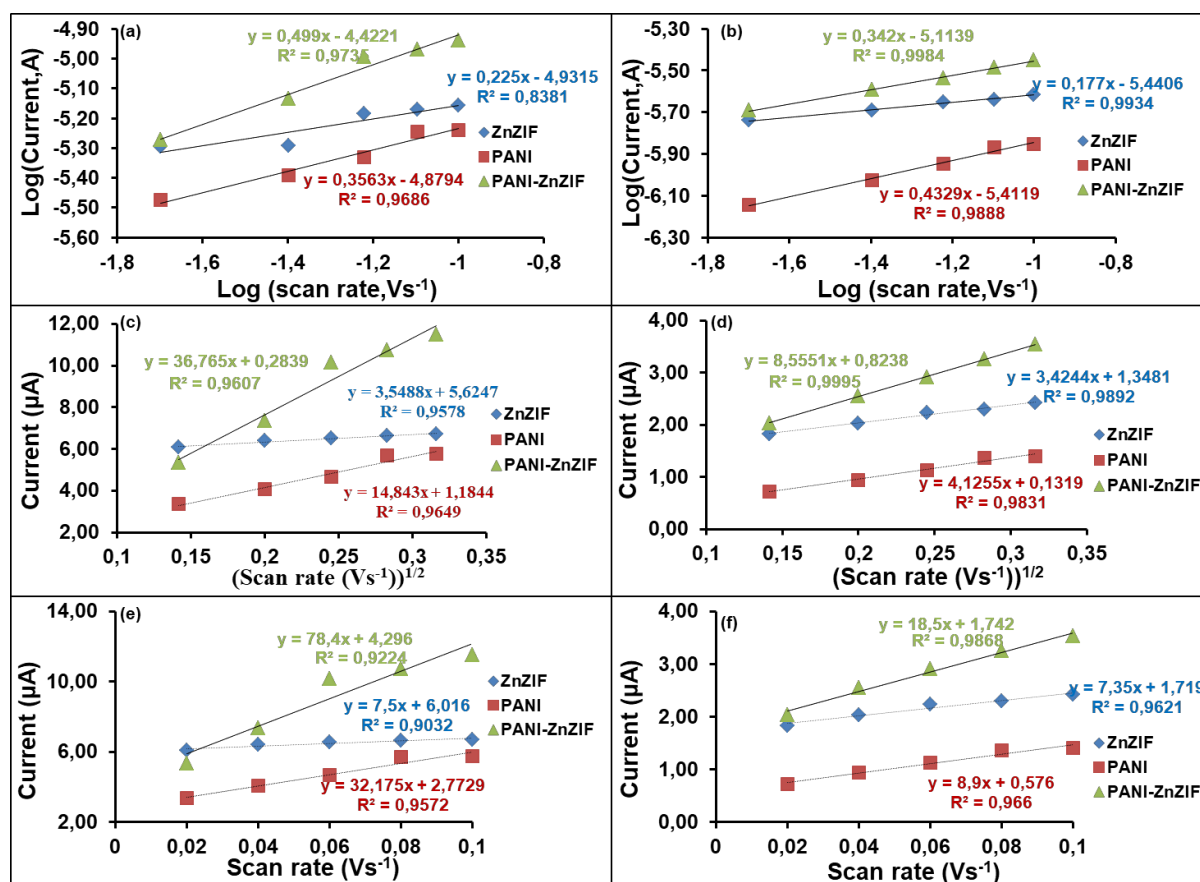 (a)
Log(Current,A)
-4,90
-5,00
-5,10
-5,20
-5,30
-5,40
-5,50
-5,60
y = 0,499x - 4,4221
R² = 0,9735
y = 0,225x - 4,9315
R² = 0,8381
y = 0,3563x - 4,8794
R² = 0,9686
ZnZIF
PANI
PANI-ZnZIF
-1,8 -1,6 -1,4 -1,2 -1 -0,8
Log (scan rate,Vs⁻¹)
(b)
Log(Current,A)
-5,30
-5,50
-5,70
-5,90
-6,10
-6,30
y = 0,342x - 5,1139
R² = 0,9984
y = 0,177x - 5,4406
R² = 0,9934
y = 0,4329x - 5,4119
R² = 0,9888
ZnZIF
PANI
PANI-ZnZIF
-1,8 -1,6 -1,4 -1,2 -1 -0,8
Log (scan rate,Vs⁻¹)
(c)
Current (µA)
12,00
10,00
8,00
6,00
4,00
2,00
y = 36,765x + 0,2839
R² = 0,9607
y = 3,5488x + 5,6247
R² = 0,9578
y = 14,843x + 1,1844
R² = 0,9649
ZnZIF
PANI
PANI-ZnZIF
0,1 0,15 0,2 0,25 0,3 0,35
(Scan rate (Vs⁻¹))¹/²
(d)
Current (µA)
4,00
3,00
2,00
1,00
0,00
y = 8,5551x + 0,8238
R² = 0,9995
y = 3,4244x + 1,3481
R² = 0,9892
y = 4,1255x + 0,1319
R² = 0,9831
ZnZIF
PANI
PANI-ZnZIF
0,1 0,15 0,2 0,25 0,3 0,35
(Scan rate (Vs⁻¹))¹/²
(e)
Current (µA)
14,00
10,00
6,00
2,00
y = 78,4x + 4,296
R² = 0,9224
y = 7,5x + 6,016
R² = 0,9032
y = 32,175x + 2,7729
R² = 0,9572
ZnZIF
PANI
PANI-ZnZIF
0 0,02 0,04 0,06 0,08 0,1
Scan rate (Vs⁻¹)
(f)
Current (µA)
4,00
3,00
2,00
1,00
0,00
y = 18,5x + 1,742
R² = 0,9868
y = 7,35x + 1,719
R² = 0,9621
y = 8,9x + 0,576
R² = 0,966
ZnZIF
PANI
PANI-ZnZIF
0 0,02 0,04 0,06 0,08 0,1
Scan rate (Vs⁻¹)